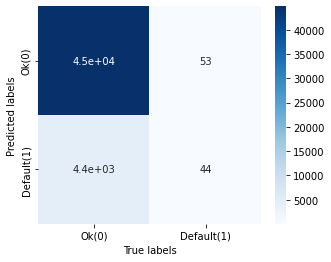 Predicted labels
Ok(0)
4.5e+04
53
Default(1)
4.4e+03
44
Ok(0)
Default(1)
True labels
40000
35000
30000
25000
20000
15000
10000
5000